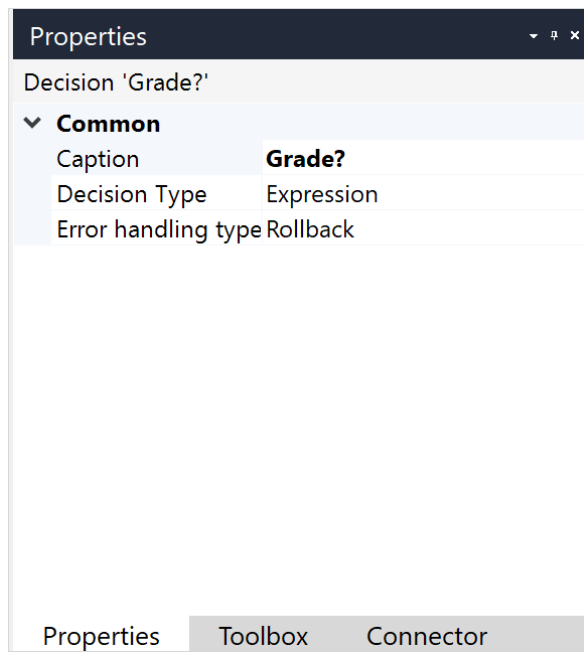 Properties
Decision 'Grade?'
Common
Caption Grade?
Decision Type Expression
Error handling type Rollback
Properties Toolbox Connector